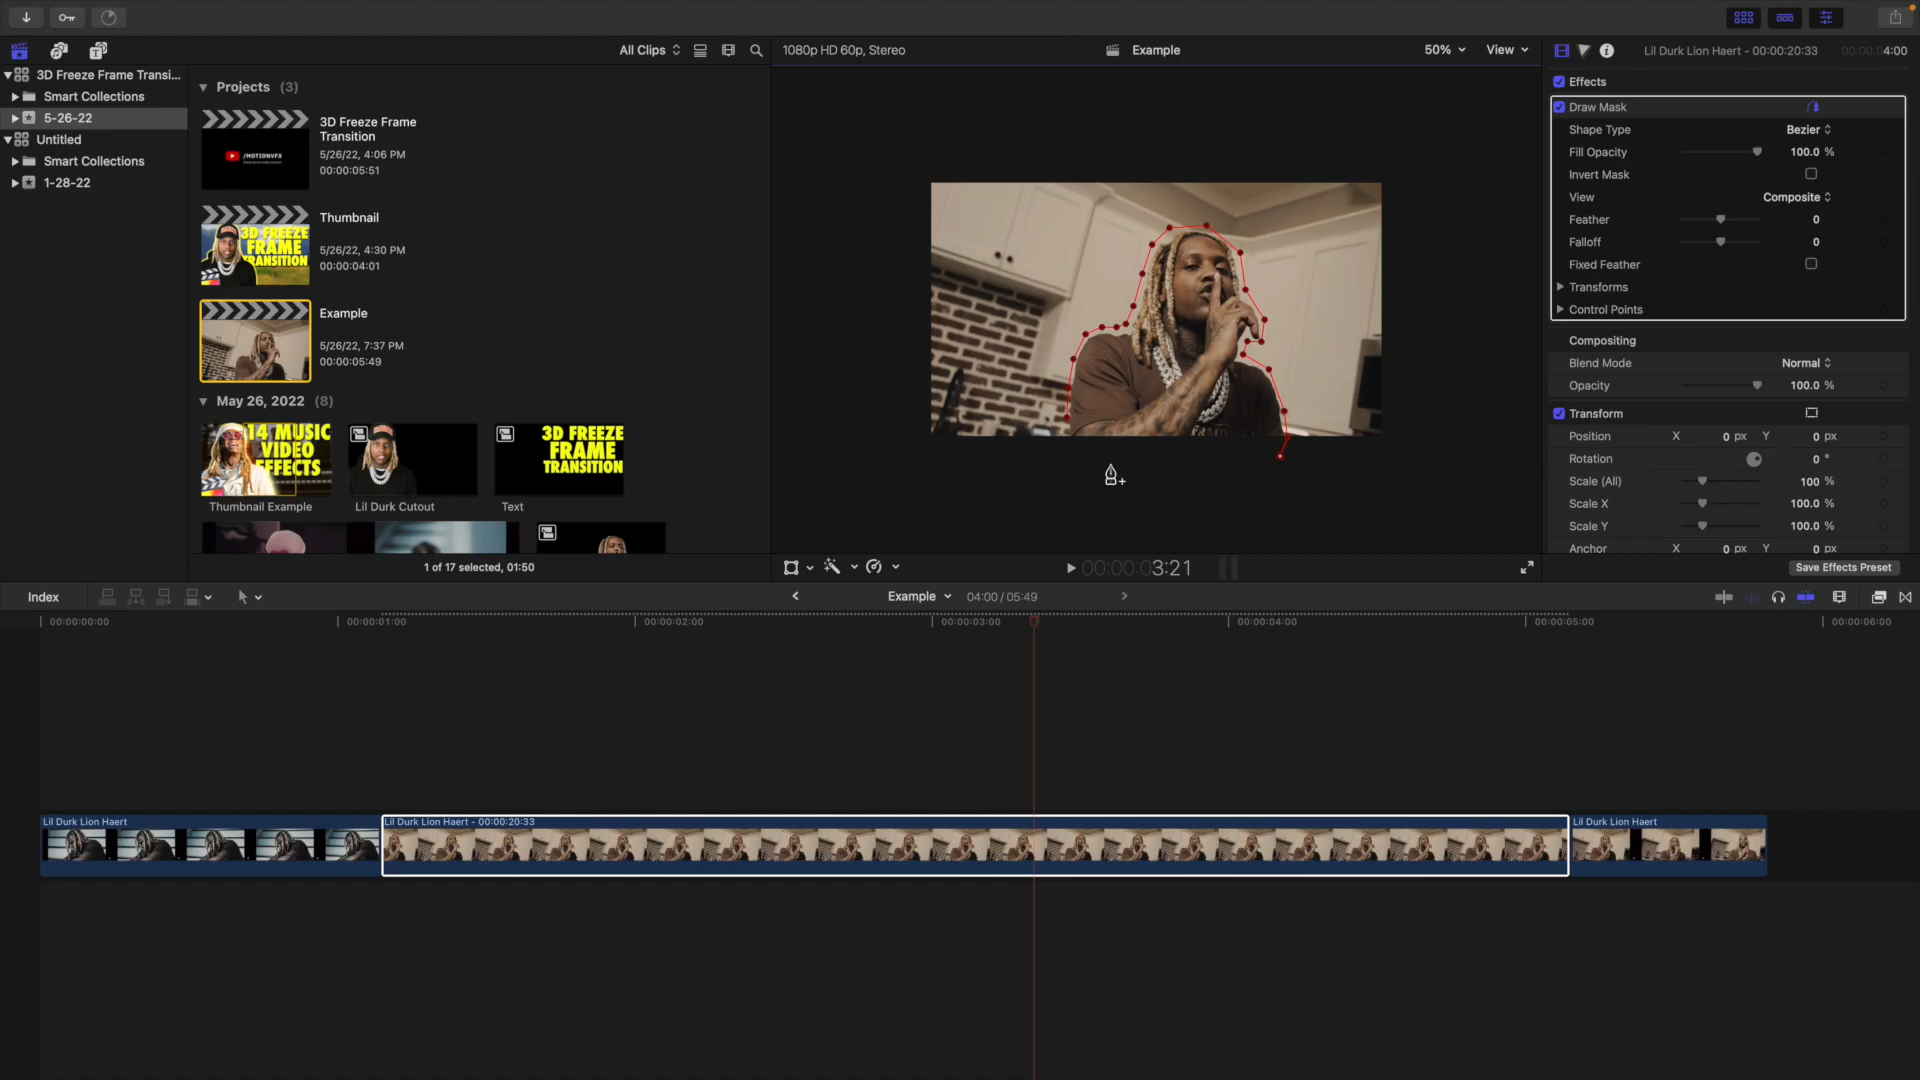 All Clips
1080p HD 60p, Stereo
Example
50%
View
Lil Durk Lion Haert - 00:00:20:33
00:00:04:00
3D Freeze Frame Transi...
Smart Collections
5-26-22
Untitled
Smart Collections
1-28-22
Projects (3)
3D Freeze Frame
Transition
5/26/22, 4:06 PM
00:00:05:51
/MOTIONVFX
Thumbnail
5/26/22, 4:30 PM
00:00:04:01
3D FREEZE
FRAME
TRANSITION
Example
5/26/22, 7:37 PM
00:00:05:49
May 26, 2022 (8)
14 MUSIC
VIDEO
EFFECTS
3D FREEZE
FRAME
TRANSITION
Thumbnail Example
Lil Durk Cutout
Text
1 of 17 selected, 01:50
00:00:03:21
Effects
Draw Mask
Shape Type Bezier
Fill Opacity 100.0 %
Invert Mask
View Composite
Feather 0
Falloff 0
Fixed Feather
Transforms
Control Points
Compositing
Blend Mode Normal
Opacity 100.0 %
Transform
Position X 0 px Y 0 px
Rotation 0 °
Scale (All) 100 %
Scale X 100.0 %
Scale Y 100.0 %
Anchor X 0 px Y 0 px
Save Effects Preset
Index
Example
04:00 / 05:49
00:00:00:00
00:00:01:00
00:00:02:00
00:00:03:00
00:00:04:00
00:00:05:00
00:00:06:00
Lil Durk Lion Haert
Lil Durk Lion Haert - 00:00:20:33
Lil Durk Lion Haert